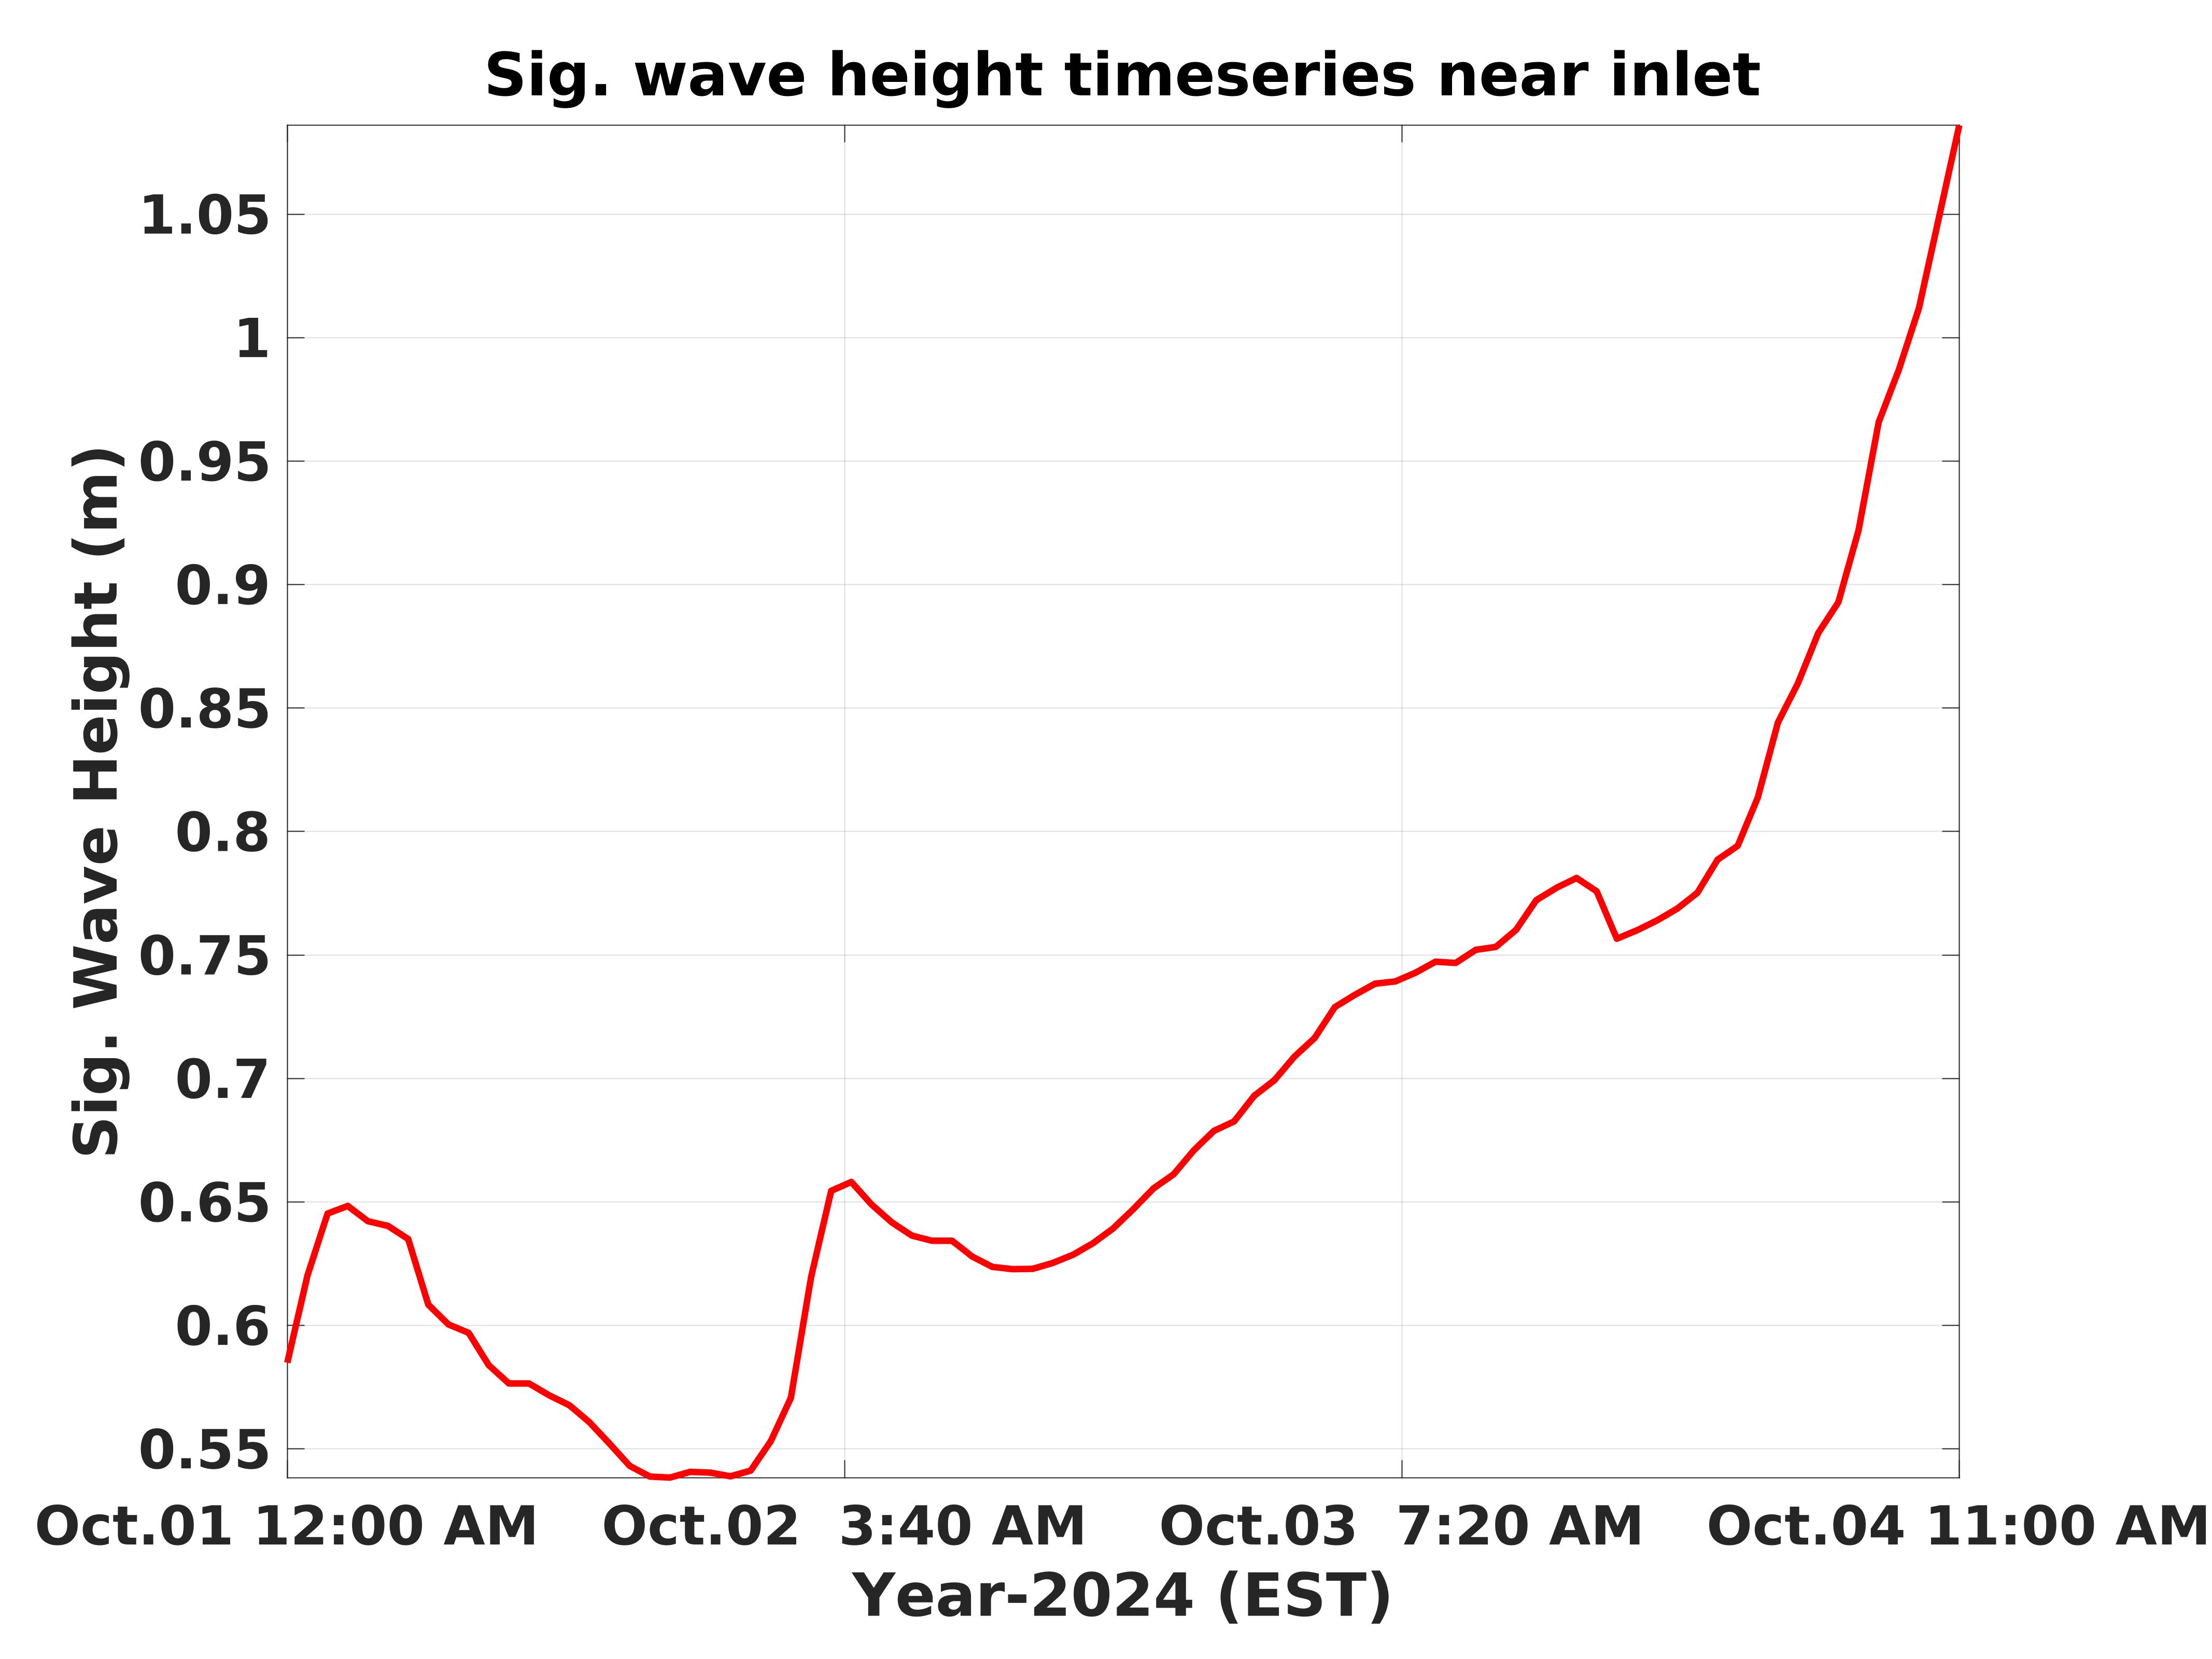 Sig. wave height timeseries near inlet
Sig. Wave Height (m)
1.05
1
0.95
0.9
0.85
0.8
0.75
0.7
0.65
0.6
0.55
Oct.01 12:00 AM Oct.02 3:40 AM Oct.03 7:20 AM Oct.04 11:00 AM
Year-2024 (EST)